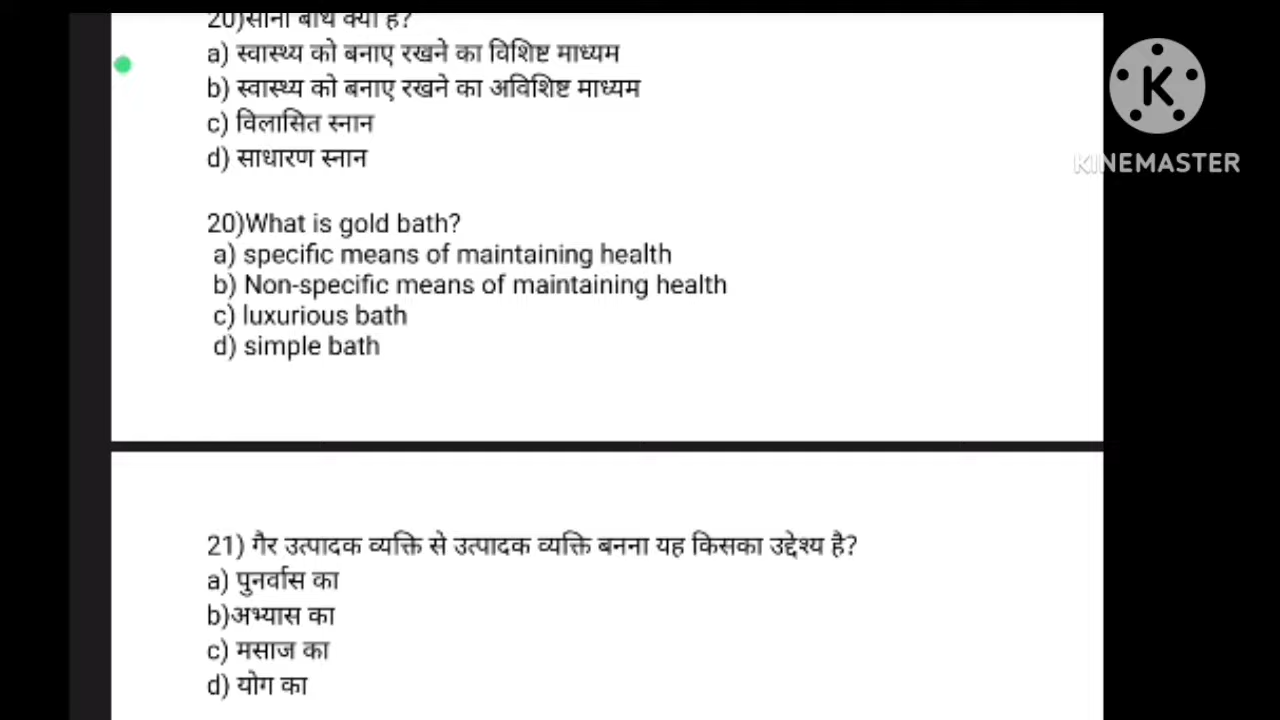 20)सोना बाथ क्या है?
a) स्वास्थ्य को बनाए रखने का विशिष्ट माध्यम
b) स्वास्थ्य को बनाए रखने का अविशिष्ट माध्यम
c) विलासित स्नान
d) साधारण स्नान
20)What is gold bath?
a) specific means of maintaining health
b) Non-specific means of maintaining health
c) luxurious bath
d) simple bath
21) गैर उत्पादक व्यक्ति से उत्पादक व्यक्ति बनना यह किसका उद्देश्य है?
a) पुनर्वास का
b)अभ्यास का
c) मसाज का
d) योग का
K
KINEMASTER